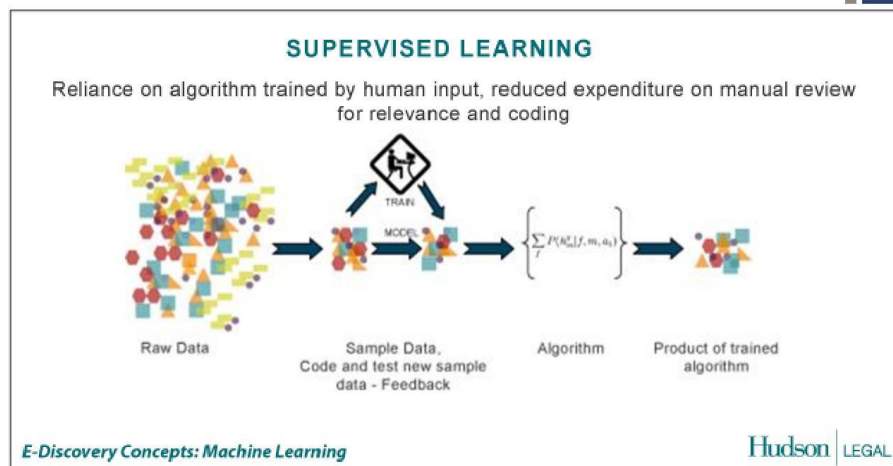 SUPERVISED LEARNING
Reliance on algorithm trained by human input, reduced expenditure on manual review
for relevance and coding
TRAIN
MODEL
Raw Data
Sample Data,
Code and test new sample
data - Feedback
Algorithm
Product of trained
algorithm
E-Discovery Concepts: Machine Learning
Hudson LEGAL